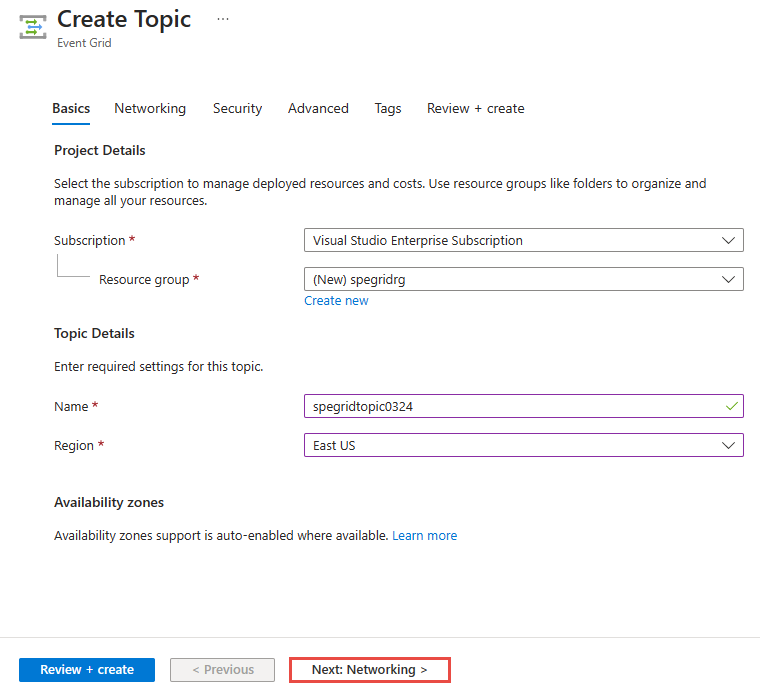 Create Topic ...
Event Grid
Basics Networking Security Advanced Tags Review + create
Project Details
Select the subscription to manage deployed resources and costs. Use resource groups like folders to organize and
manage all your resources.
Subscription * Visual Studio Enterprise Subscription
Resource group * (New) spegridrg
Create new
Topic Details
Enter required settings for this topic.
Name * spegridtopic0324
Region * East US
Availability zones
Availability zones support is auto-enabled where available. Learn more
Review + create < Previous Next: Networking >